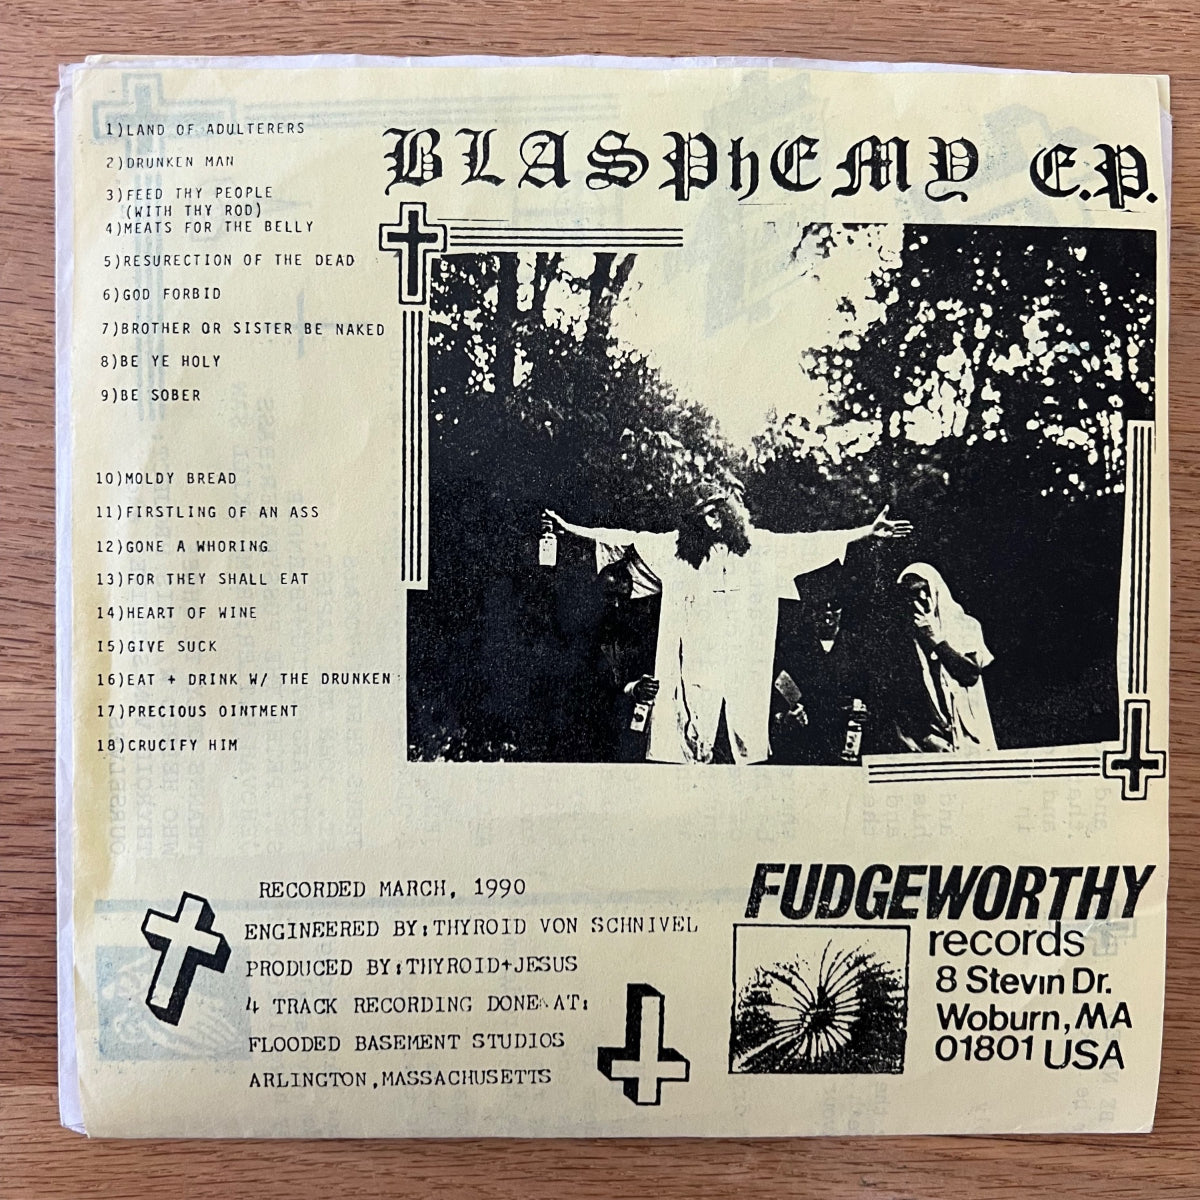 BLASPhEMY E.P.
1)LAND OF ADULTERERS
2)DRUNKEN MAN
3)FEED THY PEOPLE
(WITH THY ROD)
4)MEATS FOR THE BELLY
5)RESURECTION OF THE DEAD
6)GOD FORBID
7)BROTHER OR SISTER BE NAKED
8)BE YE HOLY
9)BE SOBER
10)MOLDY BREAD
11)FIRSTLING OF AN ASS
12)GONE A WHORING
13)FOR THEY SHALL EAT
14)HEART OF WINE
15)GIVE SUCK
16)EAT + DRINK W/ THE DRUNKEN
17)PRECIOUS OINTMENT
18)CRUCIFY HIM
RECORDED MARCH, 1990
ENGINEERED BY:THYROID VON SCHNIVEL
PRODUCED BY:THYROID+JESUS
4 TRACK RECORDING DONE AT:
FLOODED BASEMENT STUDIOS
ARLINGTON,MASSACHUSETTS
FUDGEWORTHY
records
8 Stevin Dr.
Woburn, MA
01801 USA